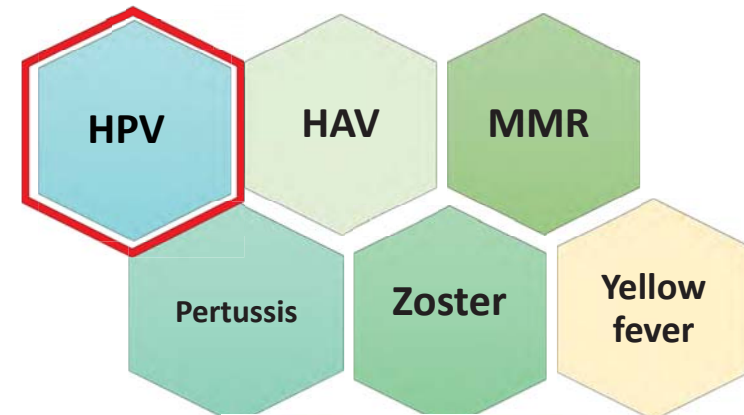 HPV
HAV
MMR
Pertussis
Zoster
Yellow
fever